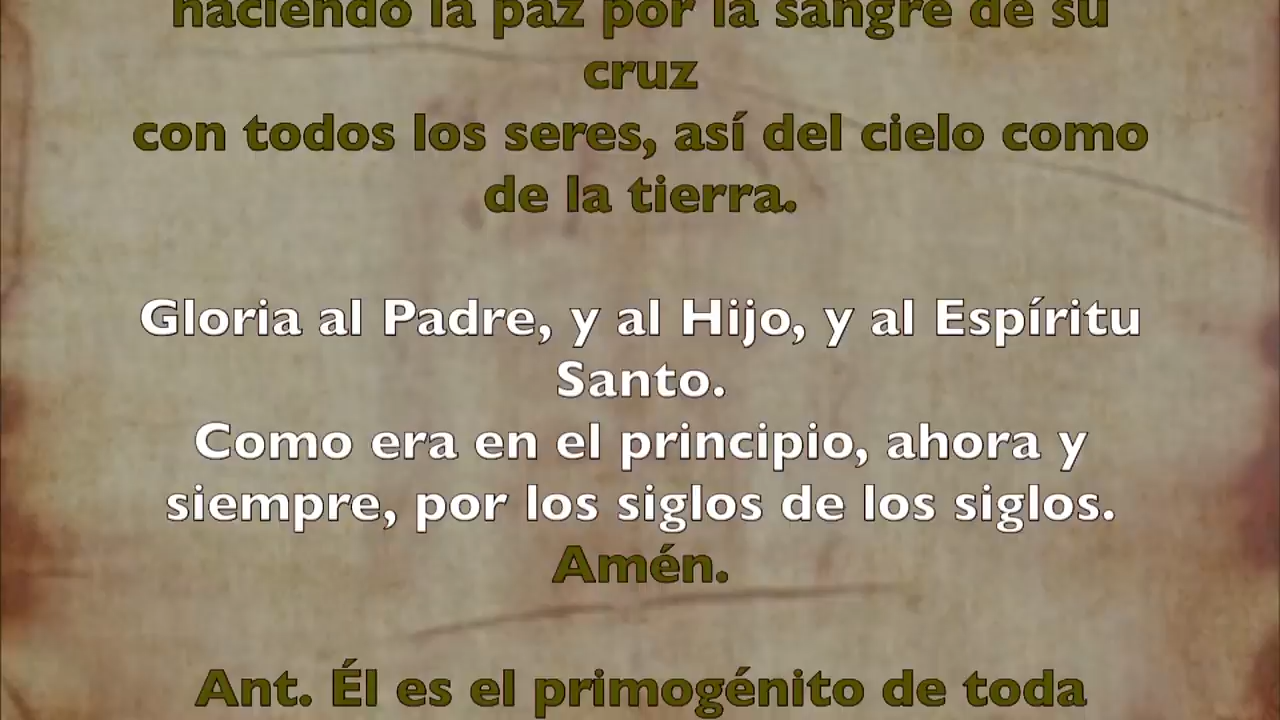 haciendo la paz por la sangre de su
cruz
con todos los seres, así del cielo como
de la tierra.
Gloria al Padre, y al Hijo, y al Espíritu
Santo.
Como era en el principio, ahora y
siempre, por los siglos de los siglos.
Amén.
Ant. Él es el primogénito de toda